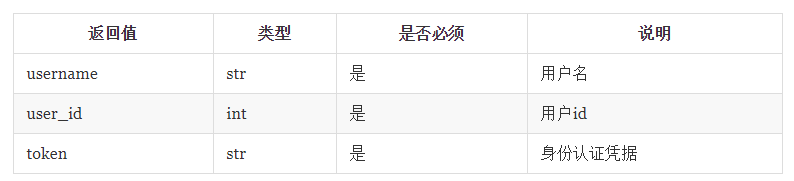 返回值 类型 是否必须 说明
username str 是 用户名
user_id int 是 用户id
token str 是 身份认证凭据